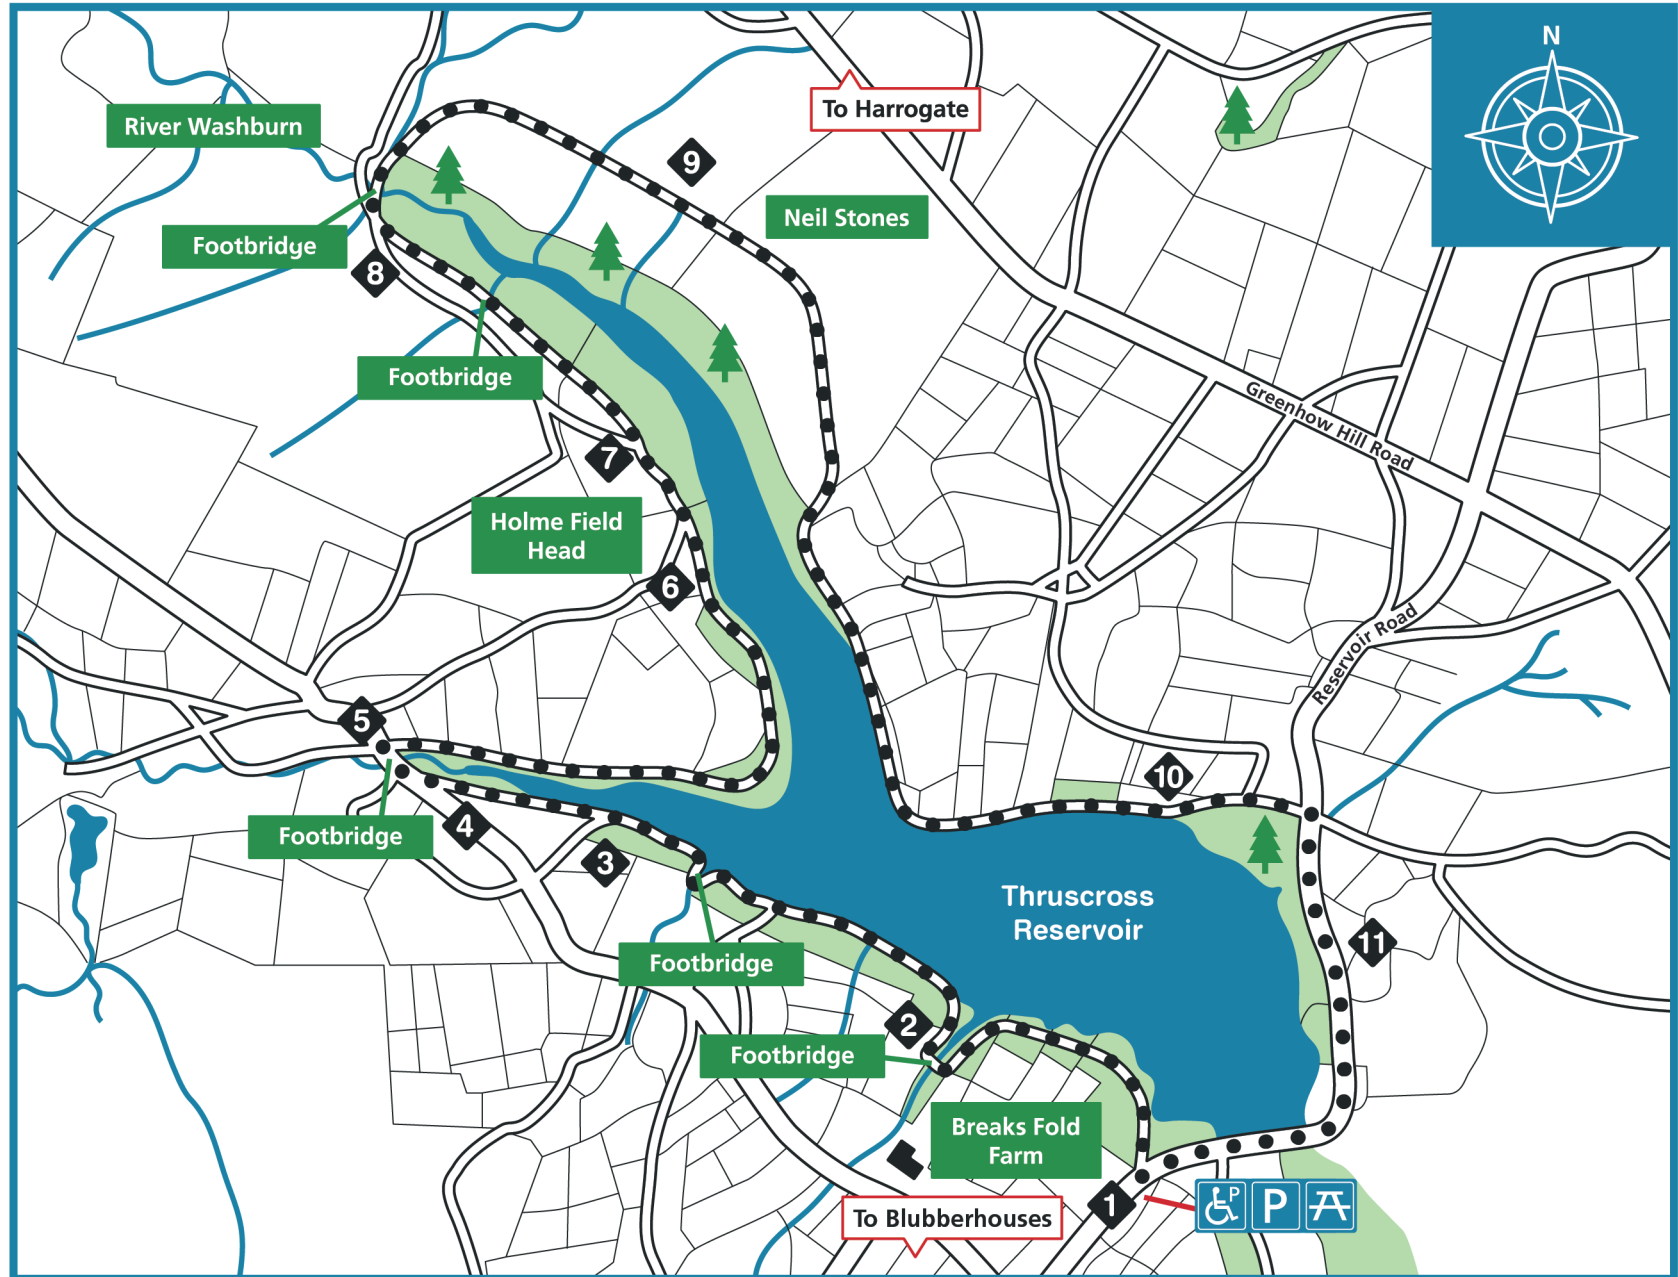 N
To Harrogate
River Washburn
9
Neil Stones
Footbridge
8
Footbridge
Greenhow Hill Road
7
Holme Field
Head
6
Reservoir Road
5
10
Footbridge
4
3
Thruscross
Reservoir
11
Footbridge
2
Footbridge
Breaks Fold
Farm
1
P
P
To Blubberhouses